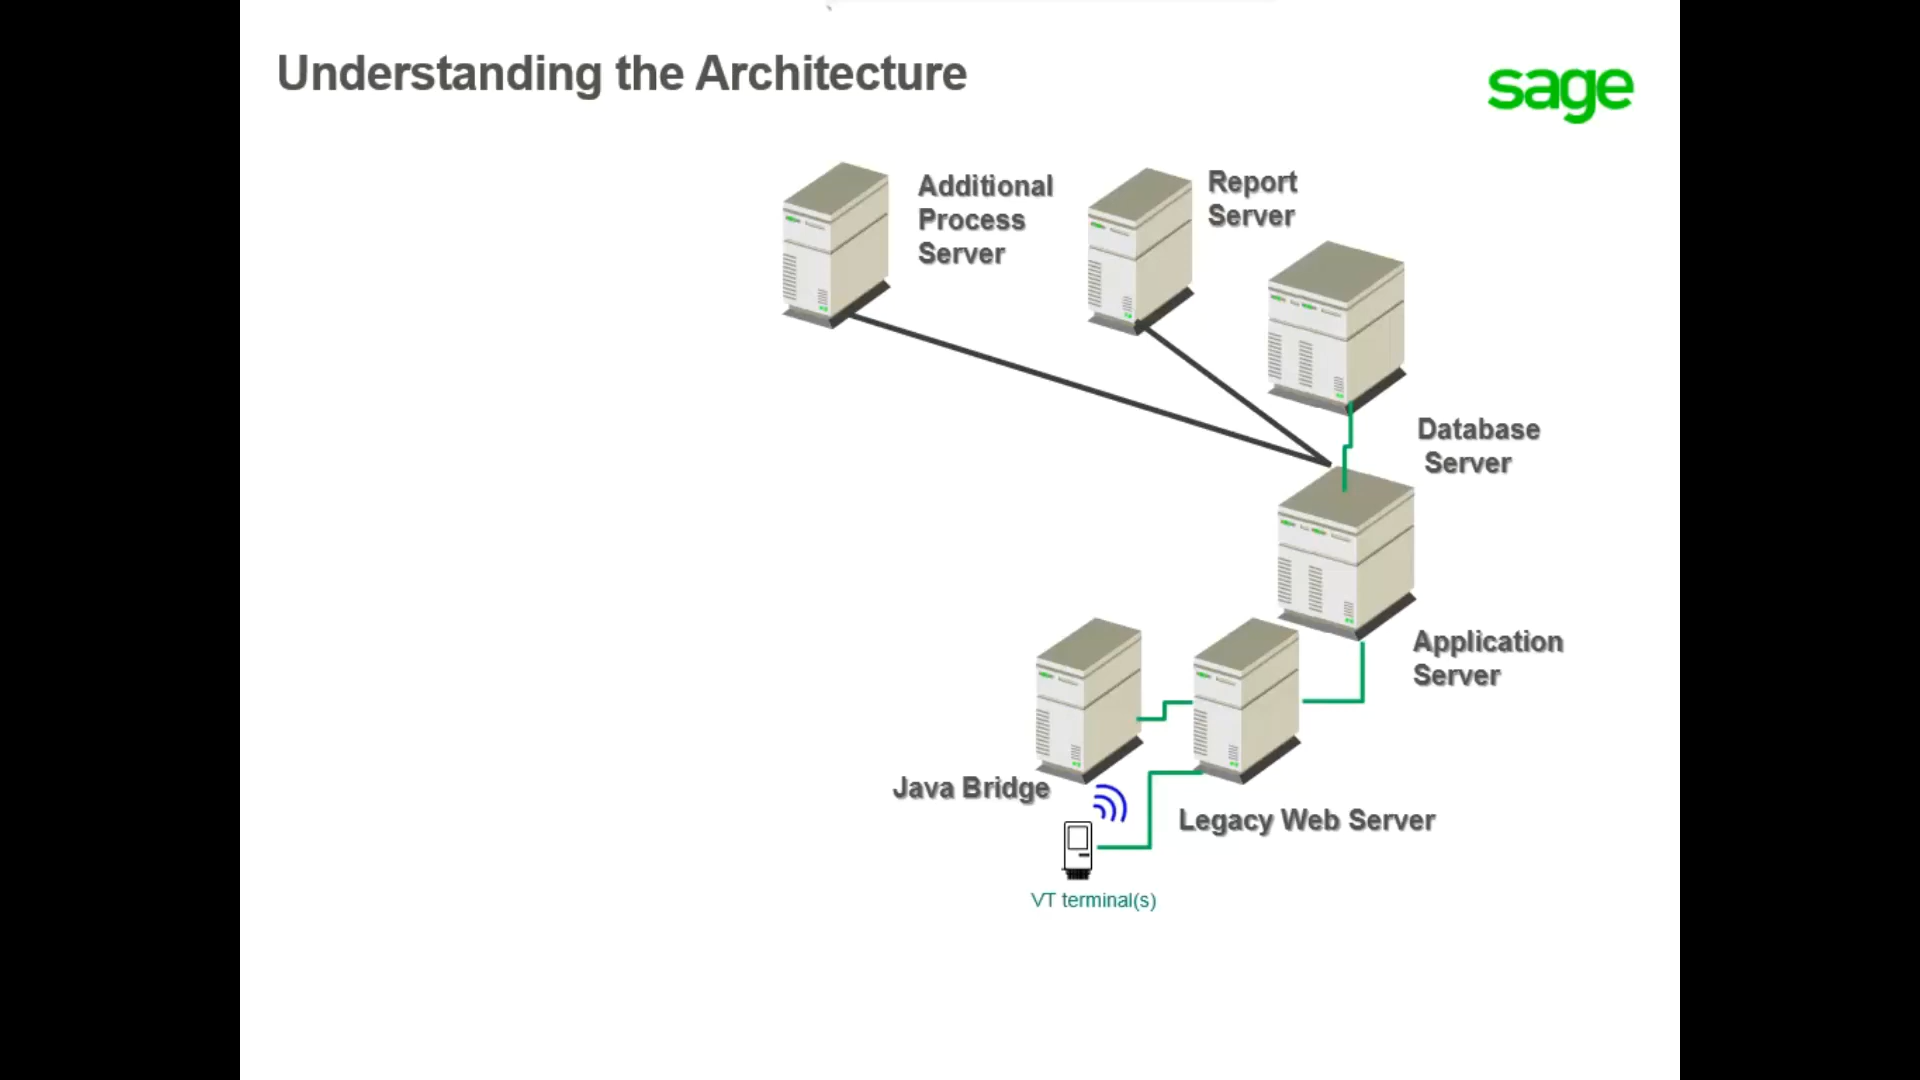 Understanding the Architecture
sage
Additional
Process
Server
Report
Server
Database
Server
Application
Server
Java Bridge
Legacy Web Server
VT terminal(s)